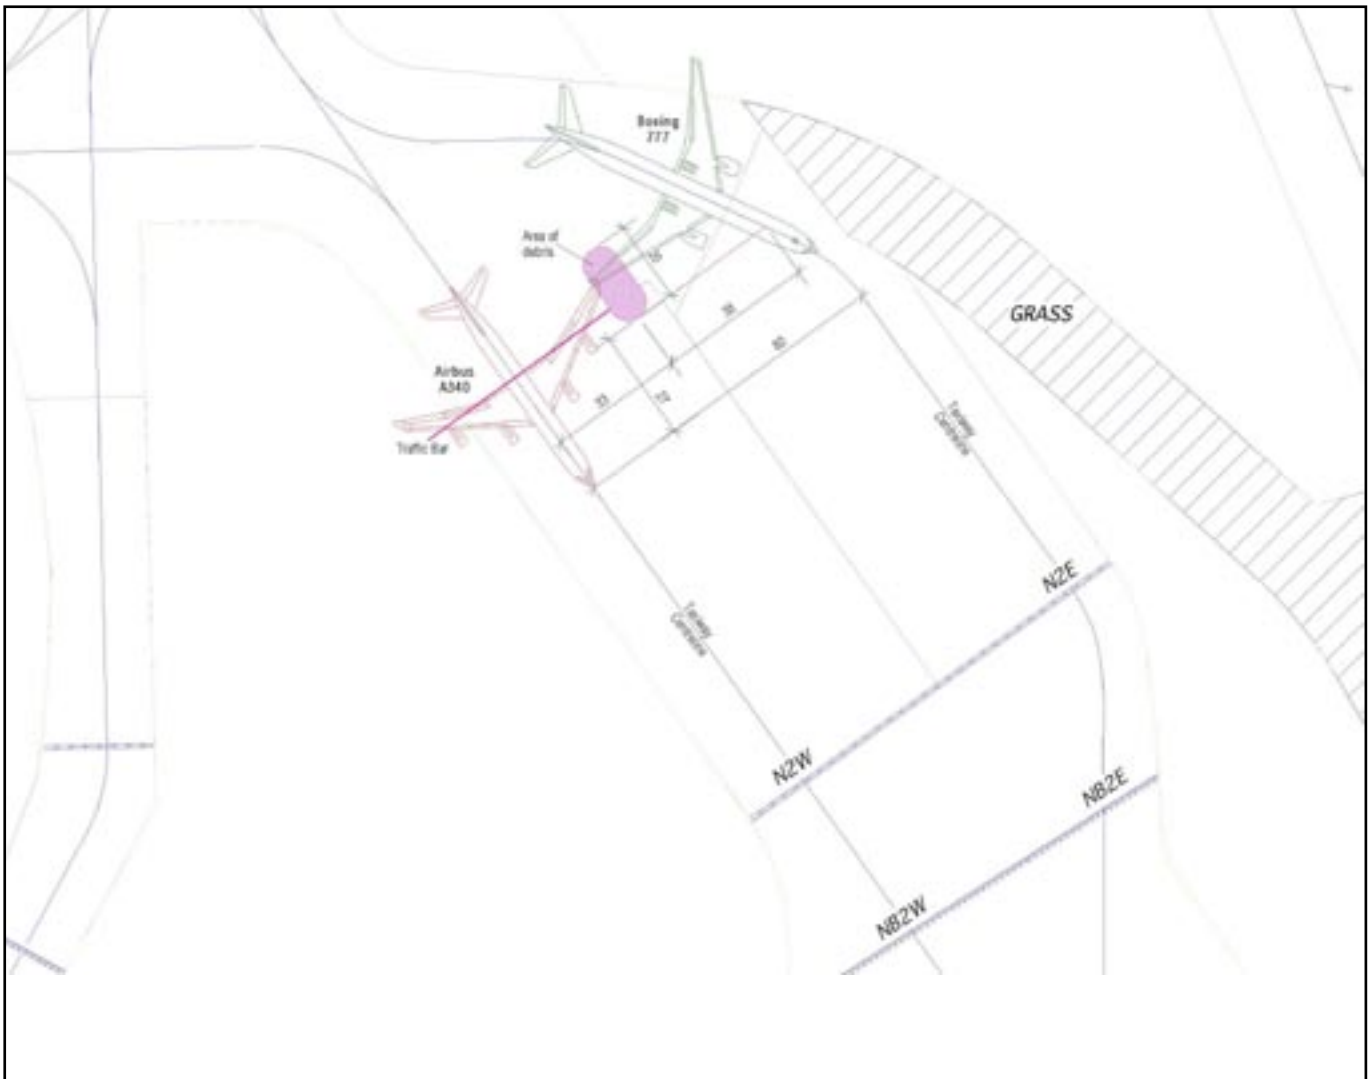 Boeing
777
Area of
debris
GRASS
Airbus
A340
Traffic Bar
Taxiway
Centreline
N2E
Taxiway
Centreline
N2W
NB2E
NB2W